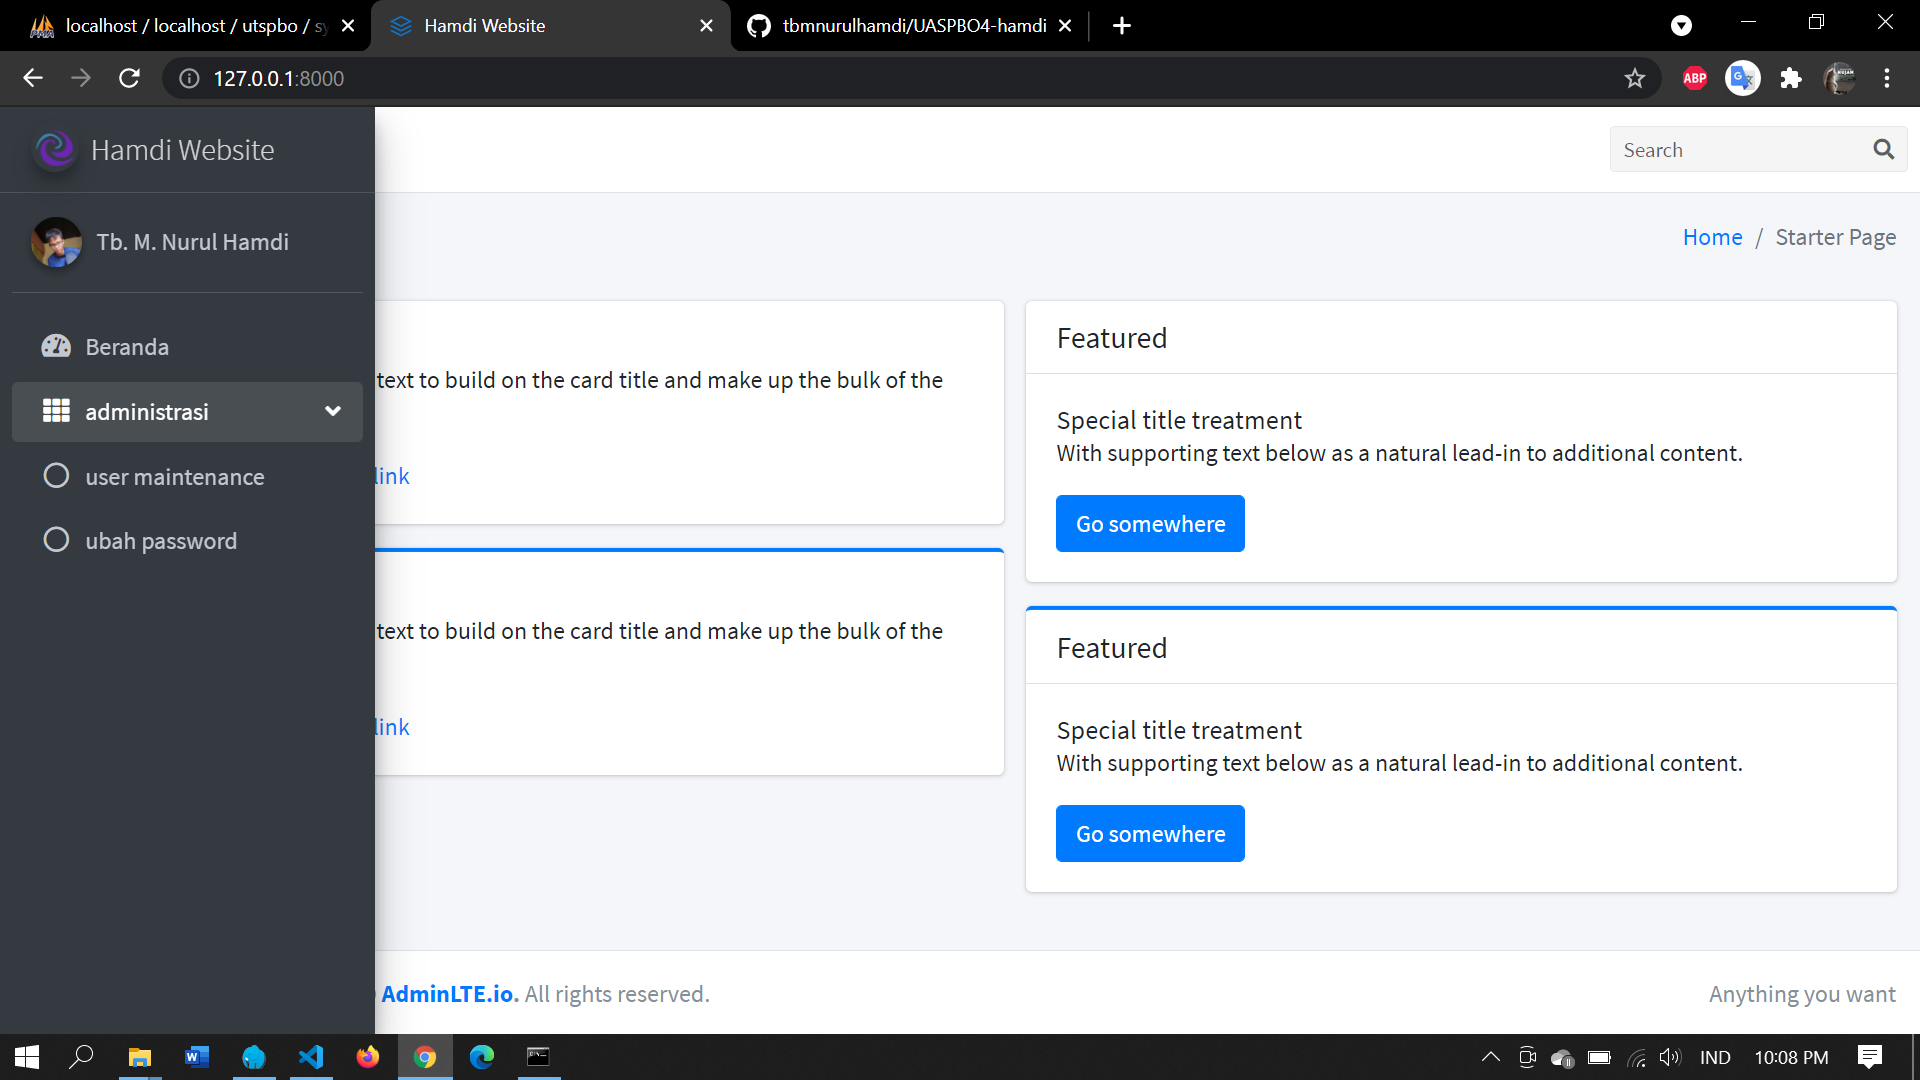 localhost / localhost / utspbo / sy
Hamdi Website
tbmnurulhamdi/UASPBO4-hamdi
127.0.0.1:8000
ABP
Hamdi Website
Search
Tb. M. Nurul Hamdi
Home / Starter Page
Beranda
administrasi
user maintenance
ubah password
text to build on the card title and make up the bulk of the
link
Featured
Special title treatment
With supporting text below as a natural lead-in to additional content.
Go somewhere
text to build on the card title and make up the bulk of the
link
Featured
Special title treatment
With supporting text below as a natural lead-in to additional content.
Go somewhere
AdminLTE.io. All rights reserved.
Anything you want
IND
10:08 PM